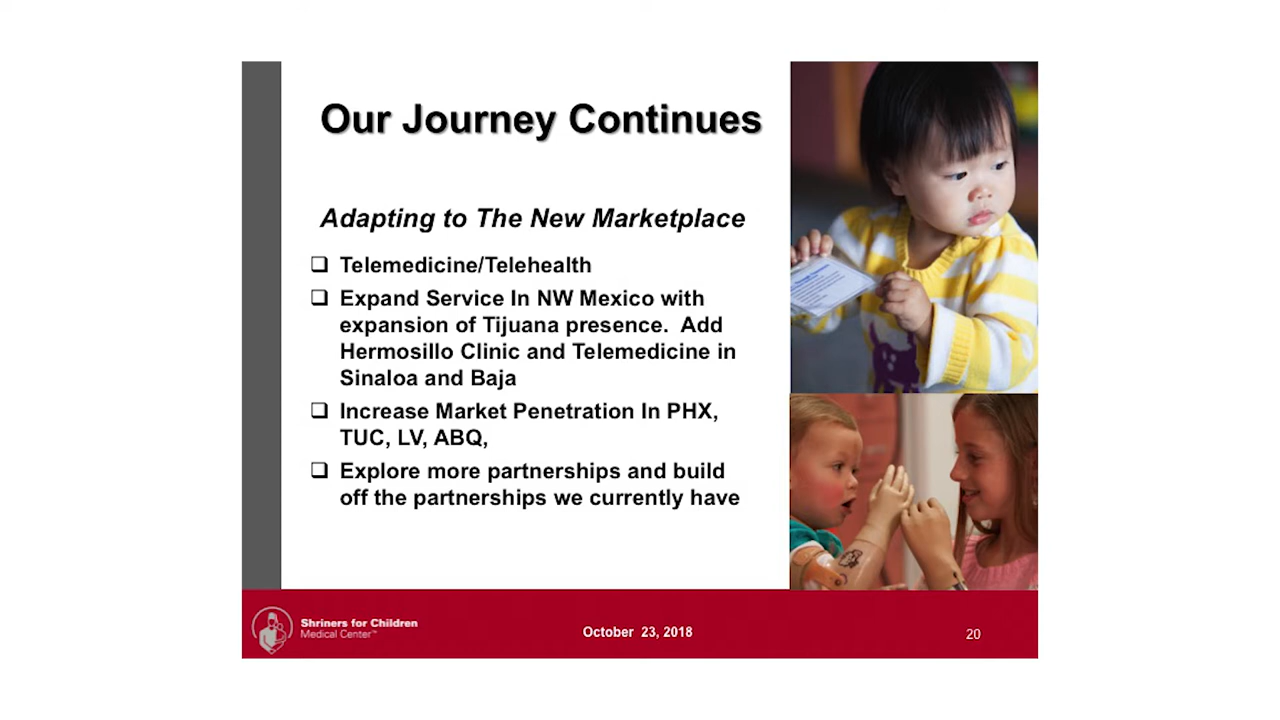 Our Journey Continues
Adapting to The New Marketplace
❑ Telemedicine/Telehealth
❑ Expand Service In NW Mexico with
expansion of Tijuana presence.  Add
Hermosillo Clinic and Telemedicine in
Sinaloa and Baja
❑ Increase Market Penetration In PHX,
TUC, LV, ABQ,
❑ Explore more partnerships and build
off the partnerships we currently have
Shriners for Children
Medical Center™
October  23, 2018
20